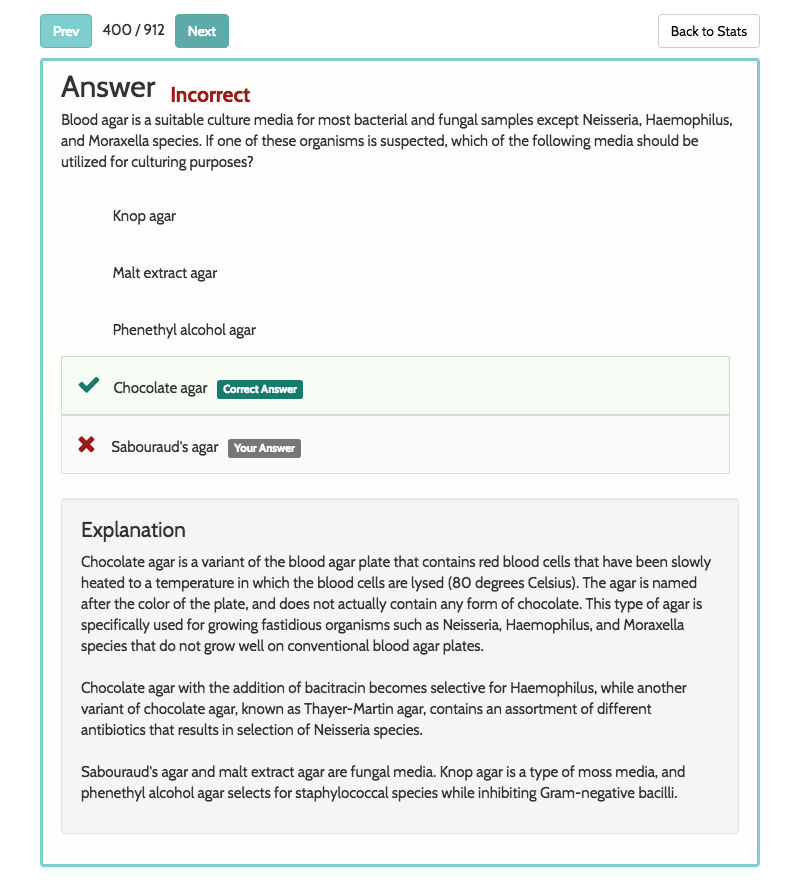 Prev 400 / 912 Next Back to Stats
Answer Incorrect
Blood agar is a suitable culture media for most bacterial and fungal samples except Neisseria, Haemophilus,
and Moraxella species. If one of these organisms is suspected, which of the following media should be
utilized for culturing purposes?
Knop agar
Malt extract agar
Phenethyl alcohol agar
Chocolate agar Correct Answer
Sabouraud's agar Your Answer
Explanation
Chocolate agar is a variant of the blood agar plate that contains red blood cells that have been slowly
heated to a temperature in which the blood cells are lysed (80 degrees Celsius). The agar is named
after the color of the plate, and does not actually contain any form of chocolate. This type of agar is
specifically used for growing fastidious organisms such as Neisseria, Haemophilus, and Moraxella
species that do not grow well on conventional blood agar plates.
Chocolate agar with the addition of bacitracin becomes selective for Haemophilus, while another
variant of chocolate agar, known as Thayer-Martin agar, contains an assortment of different
antibiotics that results in selection of Neisseria species.
Sabouraud's agar and malt extract agar are fungal media. Knop agar is a type of moss media, and
phenethyl alcohol agar selects for staphylococcal species while inhibiting Gram-negative bacilli.